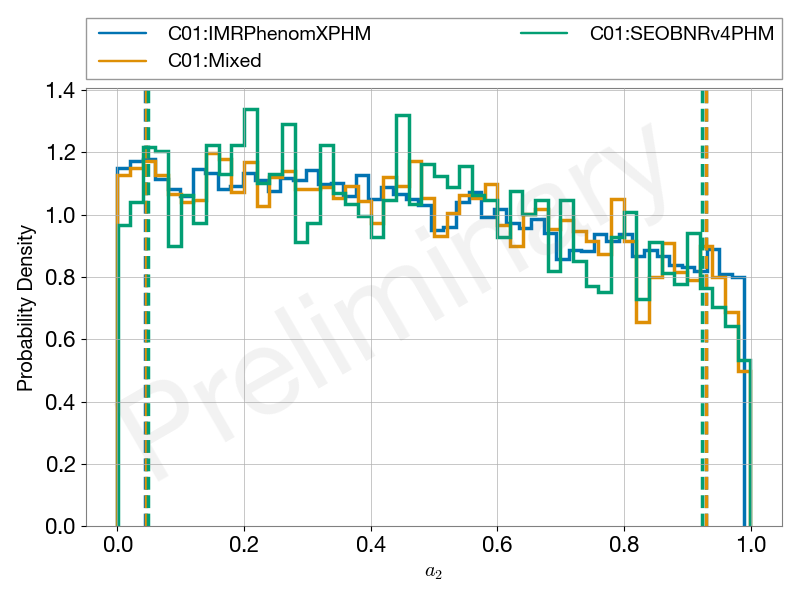 C01:IMRPhenomXPHM
C01:Mixed
C01:SEOBNRv4PHM
Preliminary
Probability Density
1.4
1.2
1.0
0.8
0.6
0.4
0.2
0.0
0.0 0.2 0.4 0.6 0.8 1.0
a₂